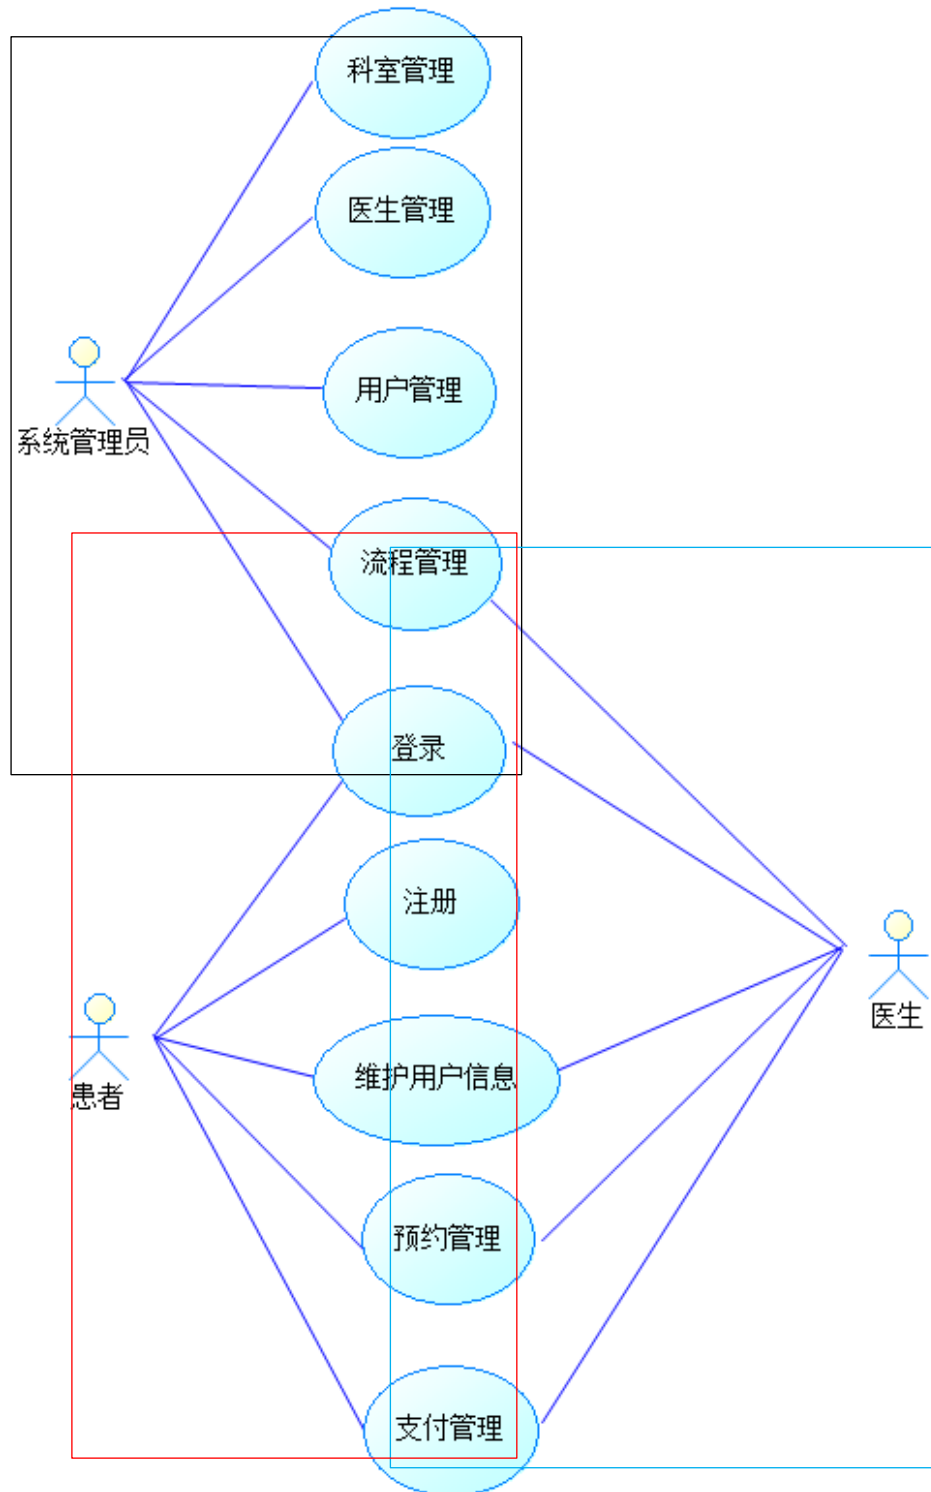 科室管理
医生管理
用户管理
系统管理员
流程管理
登录
注册
医生
维护用户信息
患者
预约管理
支付管理